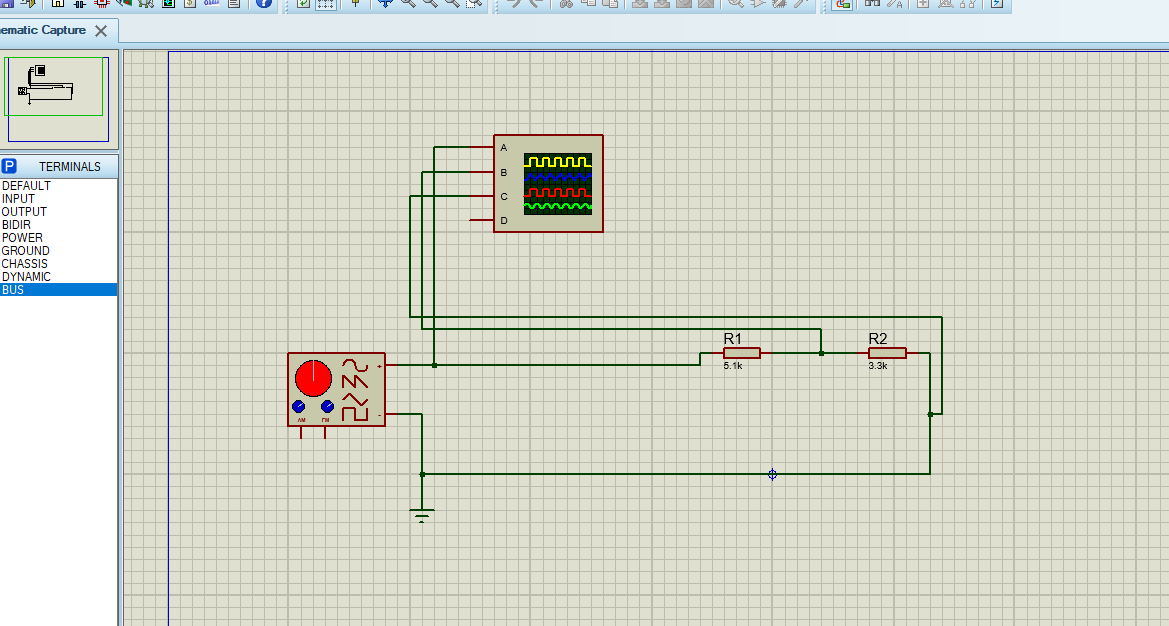 ematic Capture
P TERMINALS
DEFAULT
INPUT
OUTPUT
BIDIR
POWER
GROUND
CHASSIS
DYNAMIC
BUS
A
B
C
D
R1
5.1k
R2
3.3k
+
-
AM FM